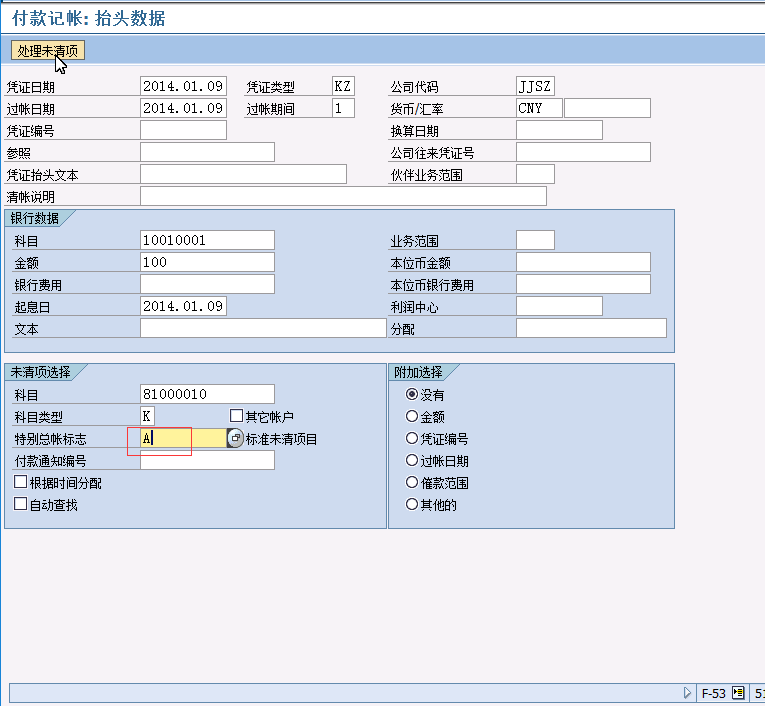 付款记帐: 抬头数据
处理未清项
凭证日期 2014.01.09 凭证类型 KZ 公司代码 JJSZ
过帐日期 2014.01.09 过帐期间 1 货币/汇率 CNY
凭证编号 换算日期
参照 公司往来凭证号
凭证抬头文本 伙伴业务范围
清帐说明
银行数据
科目 10010001 业务范围
金额 100 本位币金额
银行费用 本位币银行费用
起息日 2014.01.09 利润中心
文本 分配
未清项选择 附加选择
科目 81000010 没有
科目类型 K 其它帐户 金额
特别总帐标志 A 标准未清项目 凭证编号
付款通知编号 过帐日期
根据时间分配 催款范围
自动查找 其他的
F-53 51